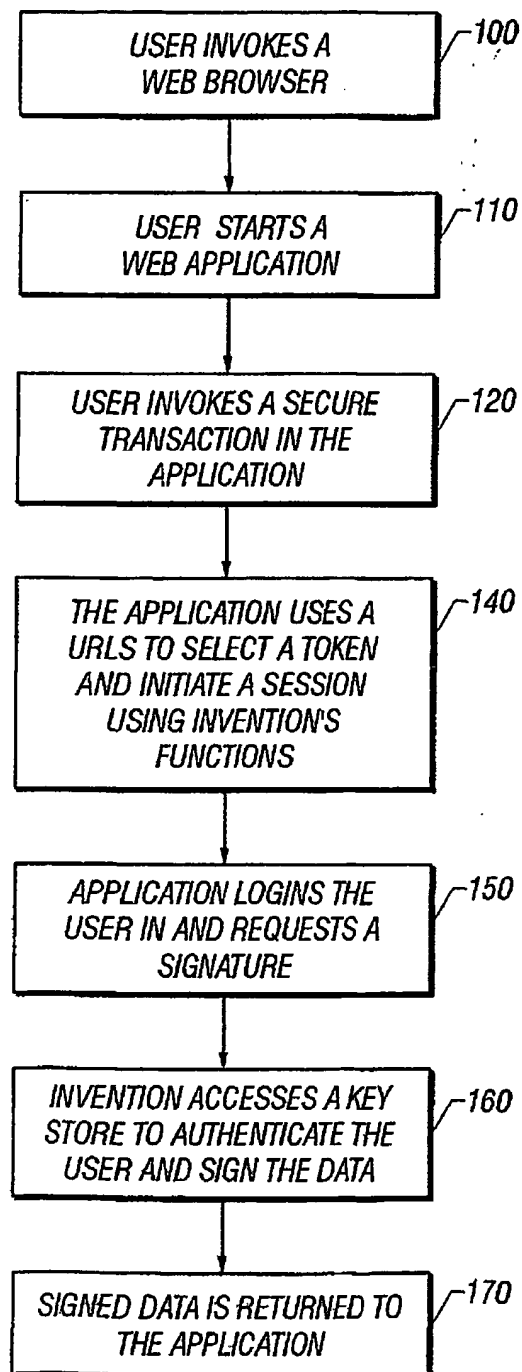 USER INVOKES A
WEB BROWSER
100
USER STARTS A
WEB APPLICATION
110
USER INVOKES A SECURE
TRANSACTION IN THE
APPLICATION
120
THE APPLICATION USES A
URLS TO SELECT A TOKEN
AND INITIATE A SESSION
USING INVENTION'S
FUNCTIONS
140
APPLICATION LOGINS THE
USER IN AND REQUESTS A
SIGNATURE
150
INVENTION ACCESSES A KEY
STORE TO AUTHENTICATE THE
USER AND SIGN THE DATA
160
SIGNED DATA IS RETURNED TO
THE APPLICATION
170